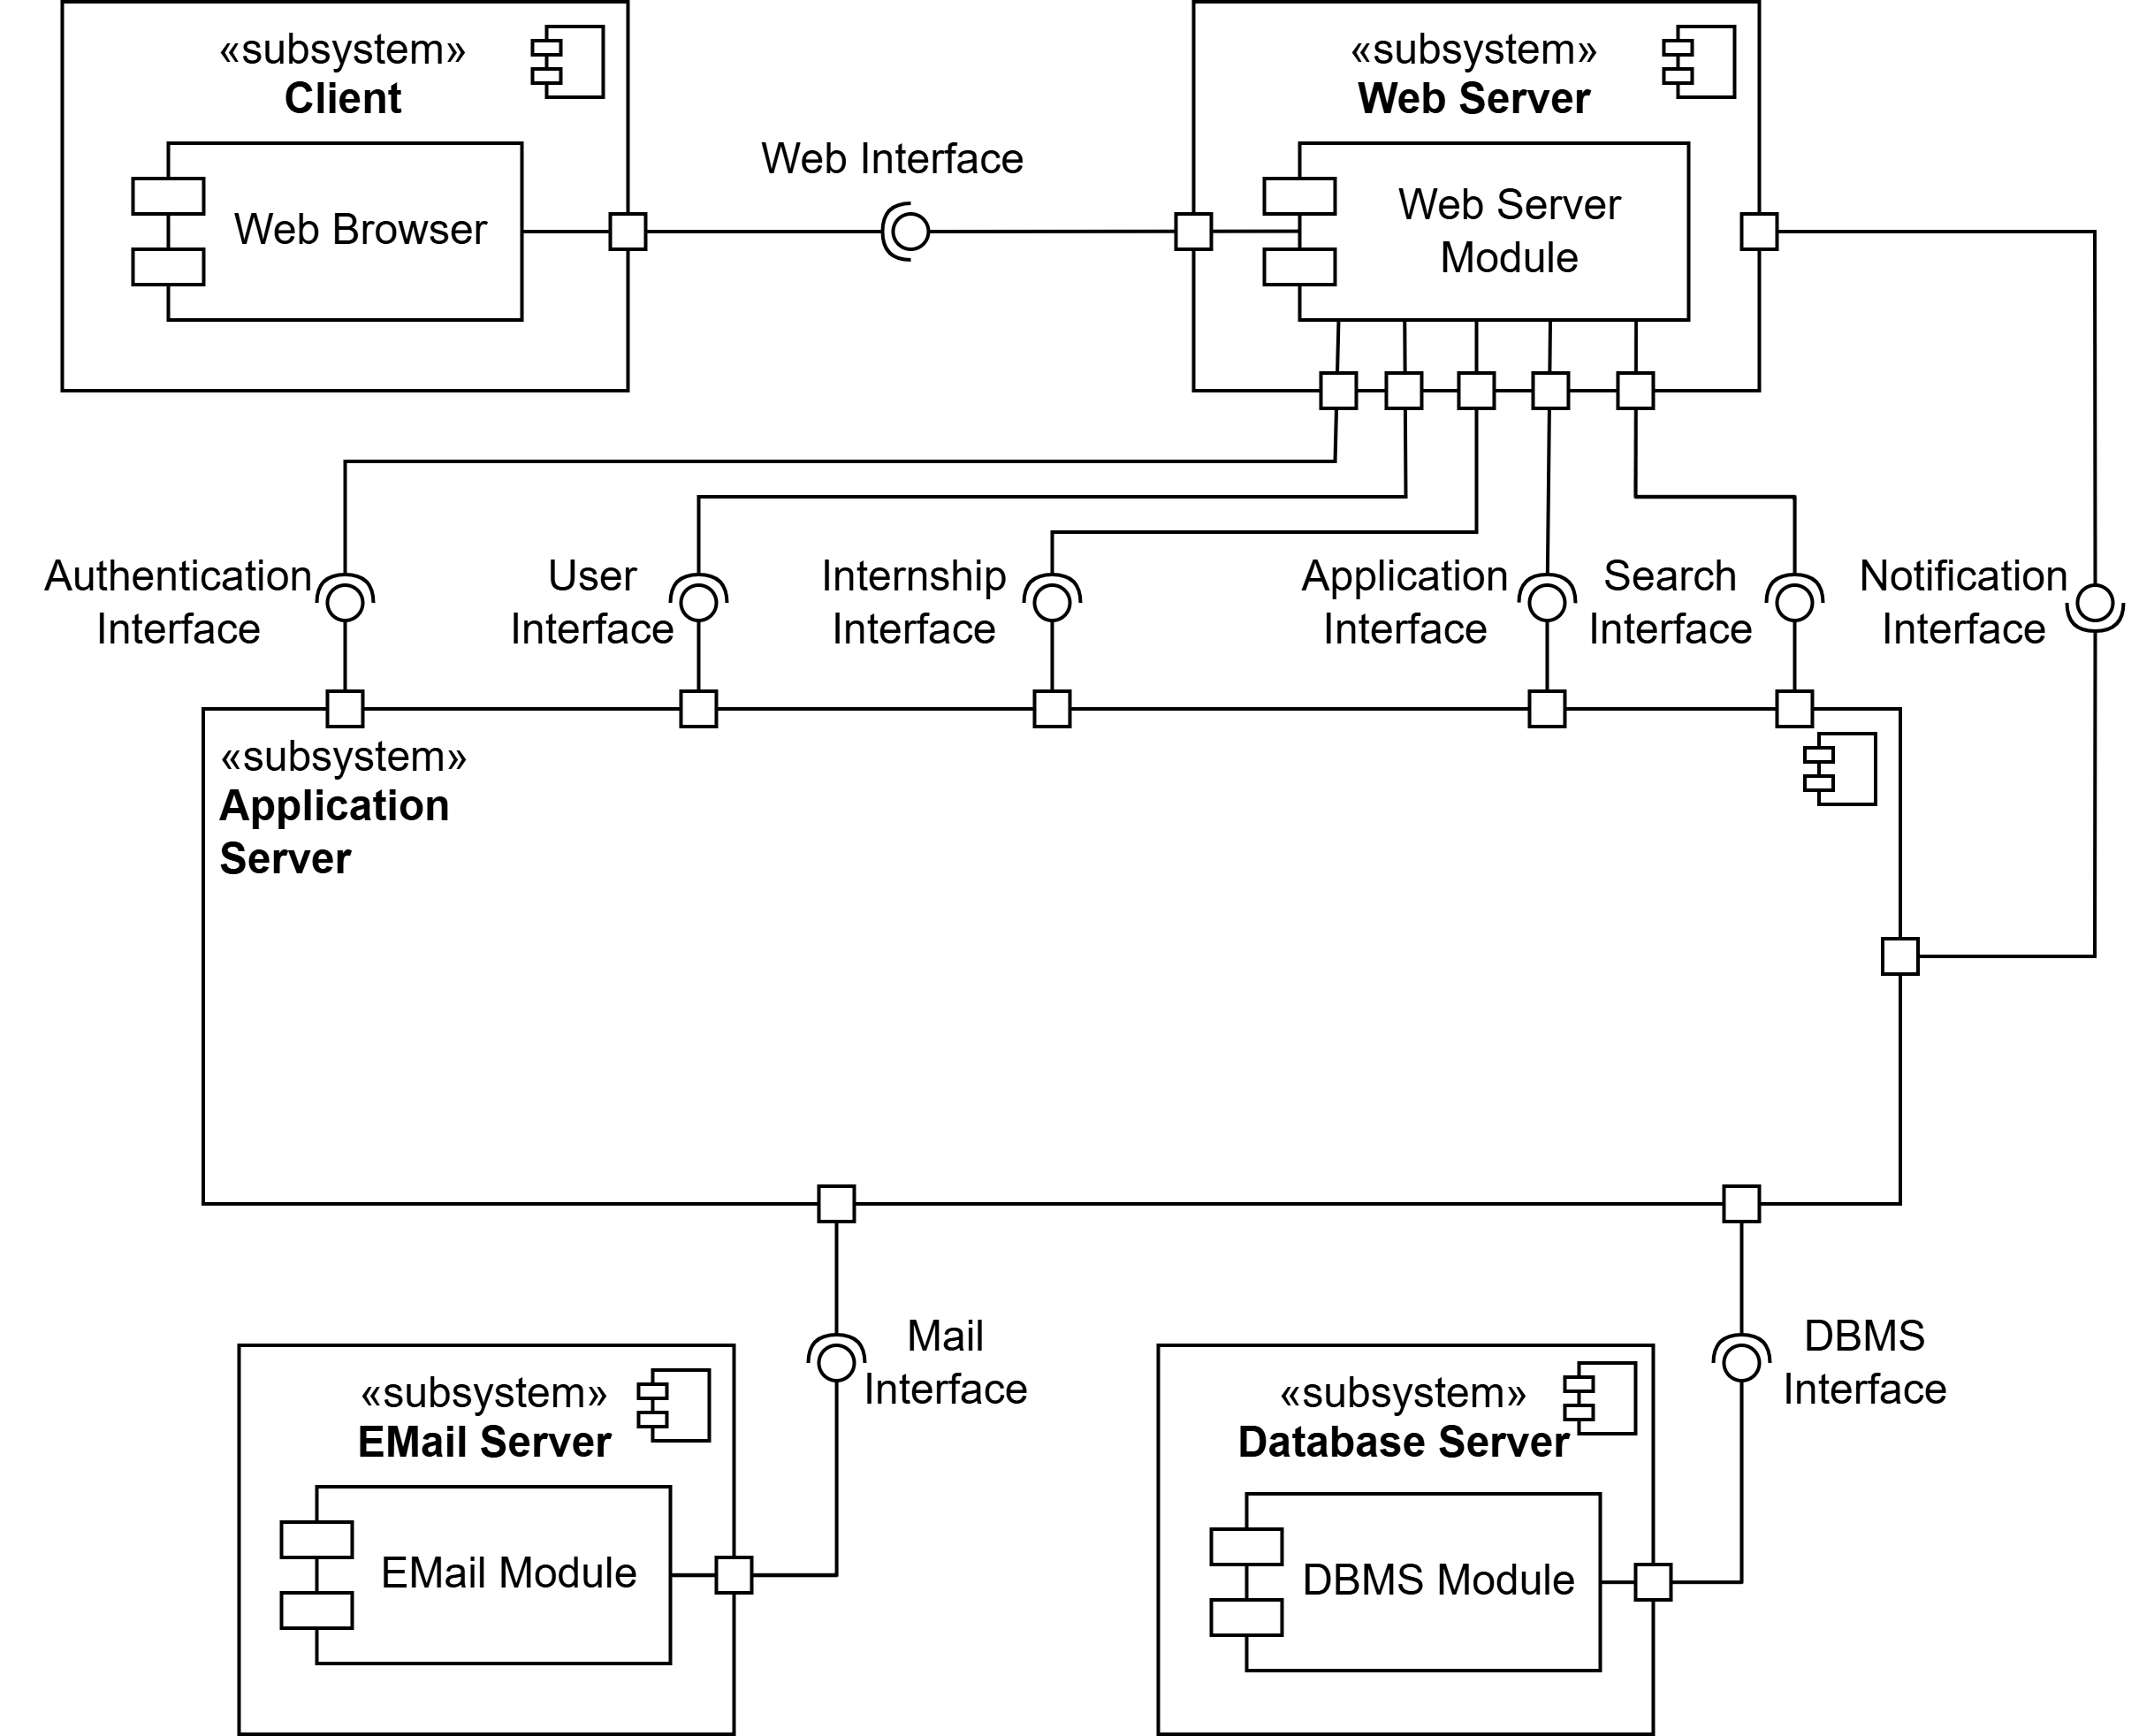 «subsystem»
Client
Web Browser
Web Interface
«subsystem»
Web Server
Web Server
Module
Authentication
Interface
User
Interface
Internship
Interface
Application
Interface
Search
Interface
Notification
Interface
«subsystem»
Application
Server
Mail
Interface
DBMS
Interface
«subsystem»
EMail Server
EMail Module
«subsystem»
Database Server
DBMS Module